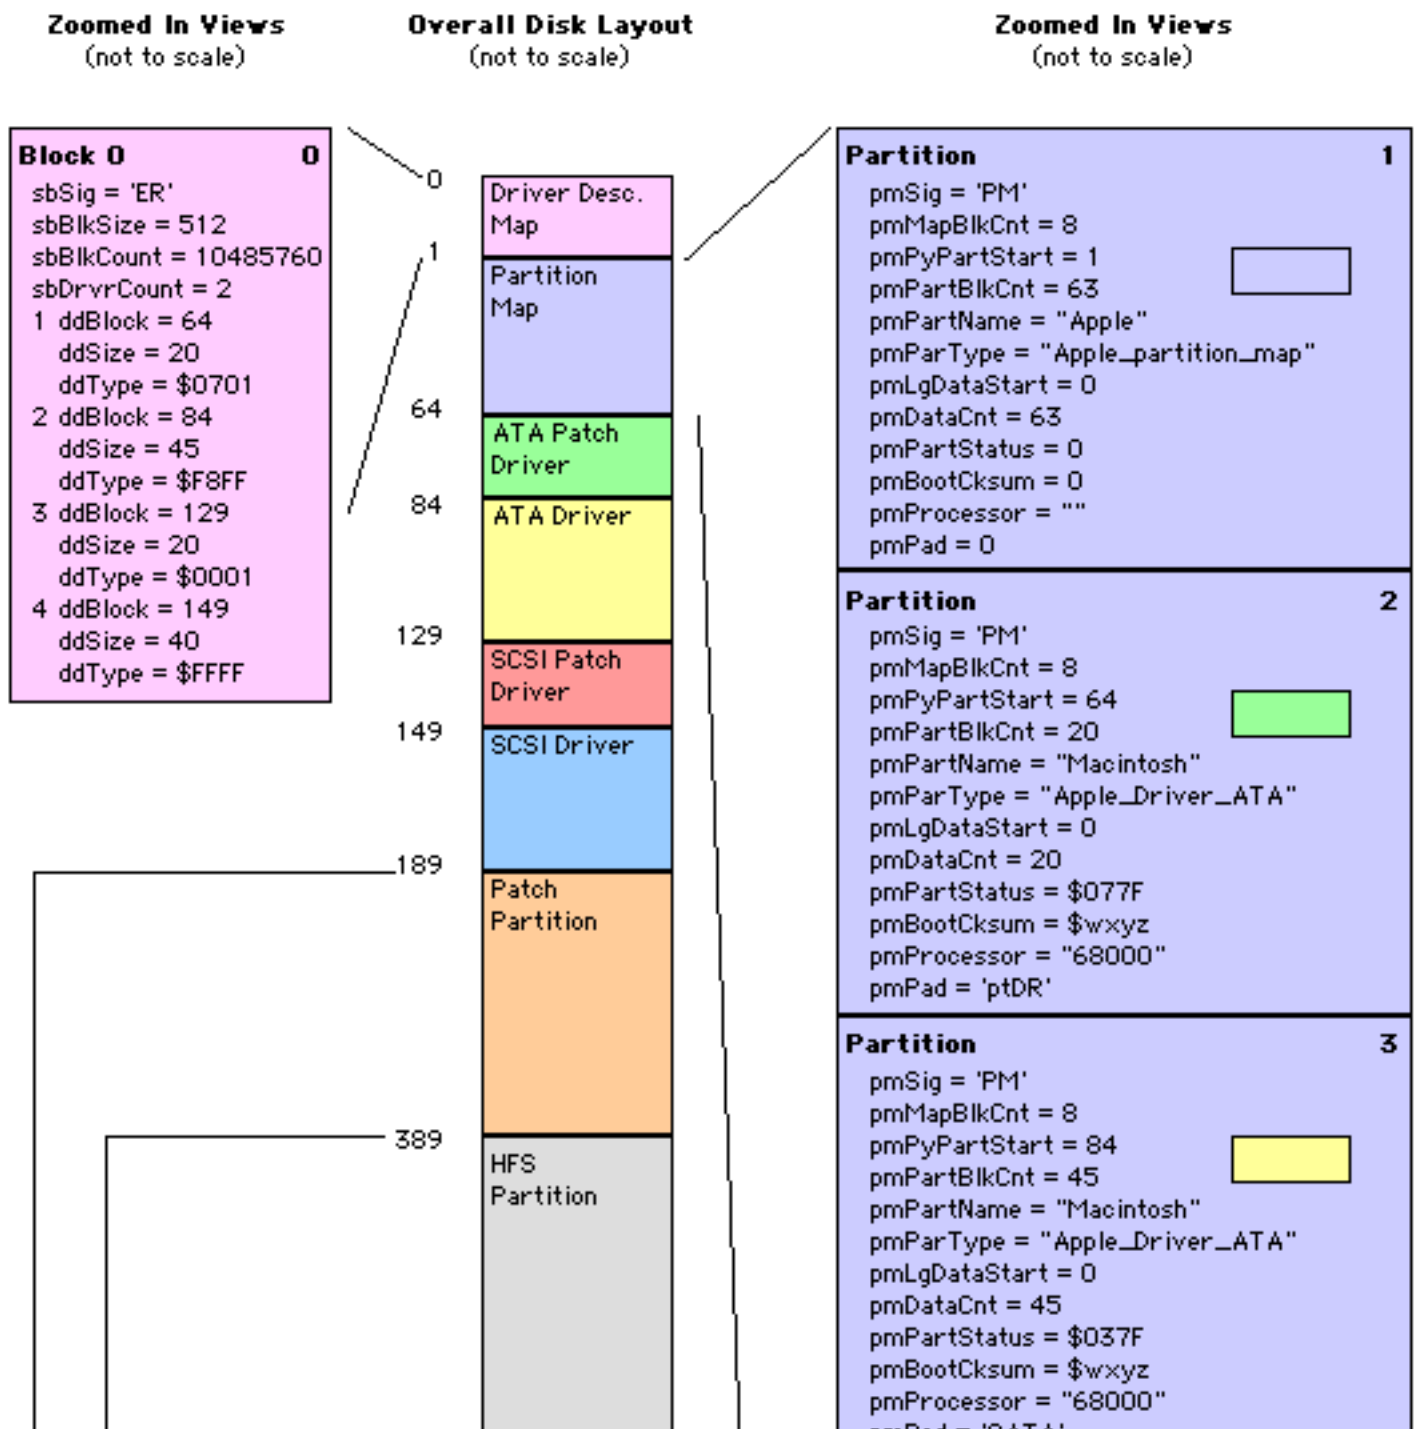 Zoomed In Views
(not to scale)
Block 0 0
sbSig = 'ER'
sbBlkSize = 512
sbBlkCount = 10485760
sbDrvrCount = 2
1 ddBlock = 64
ddSize = 20
ddType = $0701
2 ddBlock = 84
ddSize = 45
ddType = $F8FF
3 ddBlock = 129
ddSize = 20
ddType = $0001
4 ddBlock = 149
ddSize = 40
ddType = $FFFF
Overall Disk Layout
(not to scale)
0
Driver Desc.
Map
1
Partition
Map
64
ATA Patch
Driver
84
ATA Driver
129
SCSI Patch
Driver
149
SCSI Driver
189
Patch
Partition
389
HFS
Partition
Zoomed In Views
(not to scale)
Partition 1
pmSig = 'PM'
pmMapBlkCnt = 8
pmPyPartStart = 1
pmPartBlkCnt = 63
pmPartName = "Apple"
pmParType = "Apple_partition_map"
pmLgDataStart = 0
pmDataCnt = 63
pmPartStatus = 0
pmBootCksum = 0
pmProcessor = ""
pmPad = 0
Partition 2
pmSig = 'PM'
pmMapBlkCnt = 8
pmPyPartStart = 64
pmPartBlkCnt = 20
pmPartName = "Macintosh"
pmParType = "Apple_Driver_ATA"
pmLgDataStart = 0
pmDataCnt = 20
pmPartStatus = $077F
pmBootCksum = $wxyz
pmProcessor = "68000"
pmPad = 'ptDR'
Partition 3
pmSig = 'PM'
pmMapBlkCnt = 8
pmPyPartStart = 84
pmPartBlkCnt = 45
pmPartName = "Macintosh"
pmParType = "Apple_Driver_ATA"
pmLgDataStart = 0
pmDataCnt = 45
pmPartStatus = $037F
pmBootCksum = $wxyz
pmProcessor = "68000"